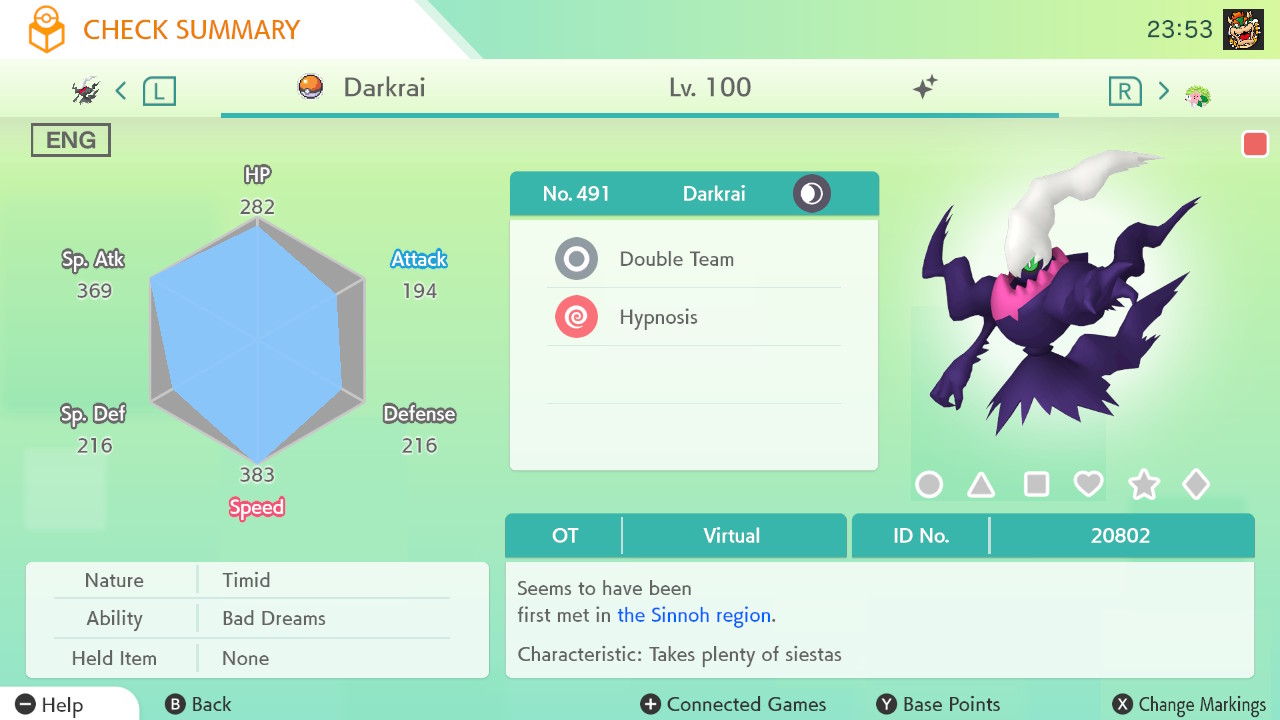 CHECK SUMMARY
23:53
L
Darkrai
Lv. 100
R
ENG
HP
282
Sp. Atk
369
Attack
194
Sp. Def
216
Defense
216
383
Speed
No. 491 Darkrai
Double Team
Hypnosis
OT Virtual
ID No. 20802
Nature Timid
Ability Bad Dreams
Held Item None
Seems to have been
first met in the Sinnoh region.
Characteristic: Takes plenty of siestas
Help
B Back
Connected Games
Y Base Points
X Change Markings